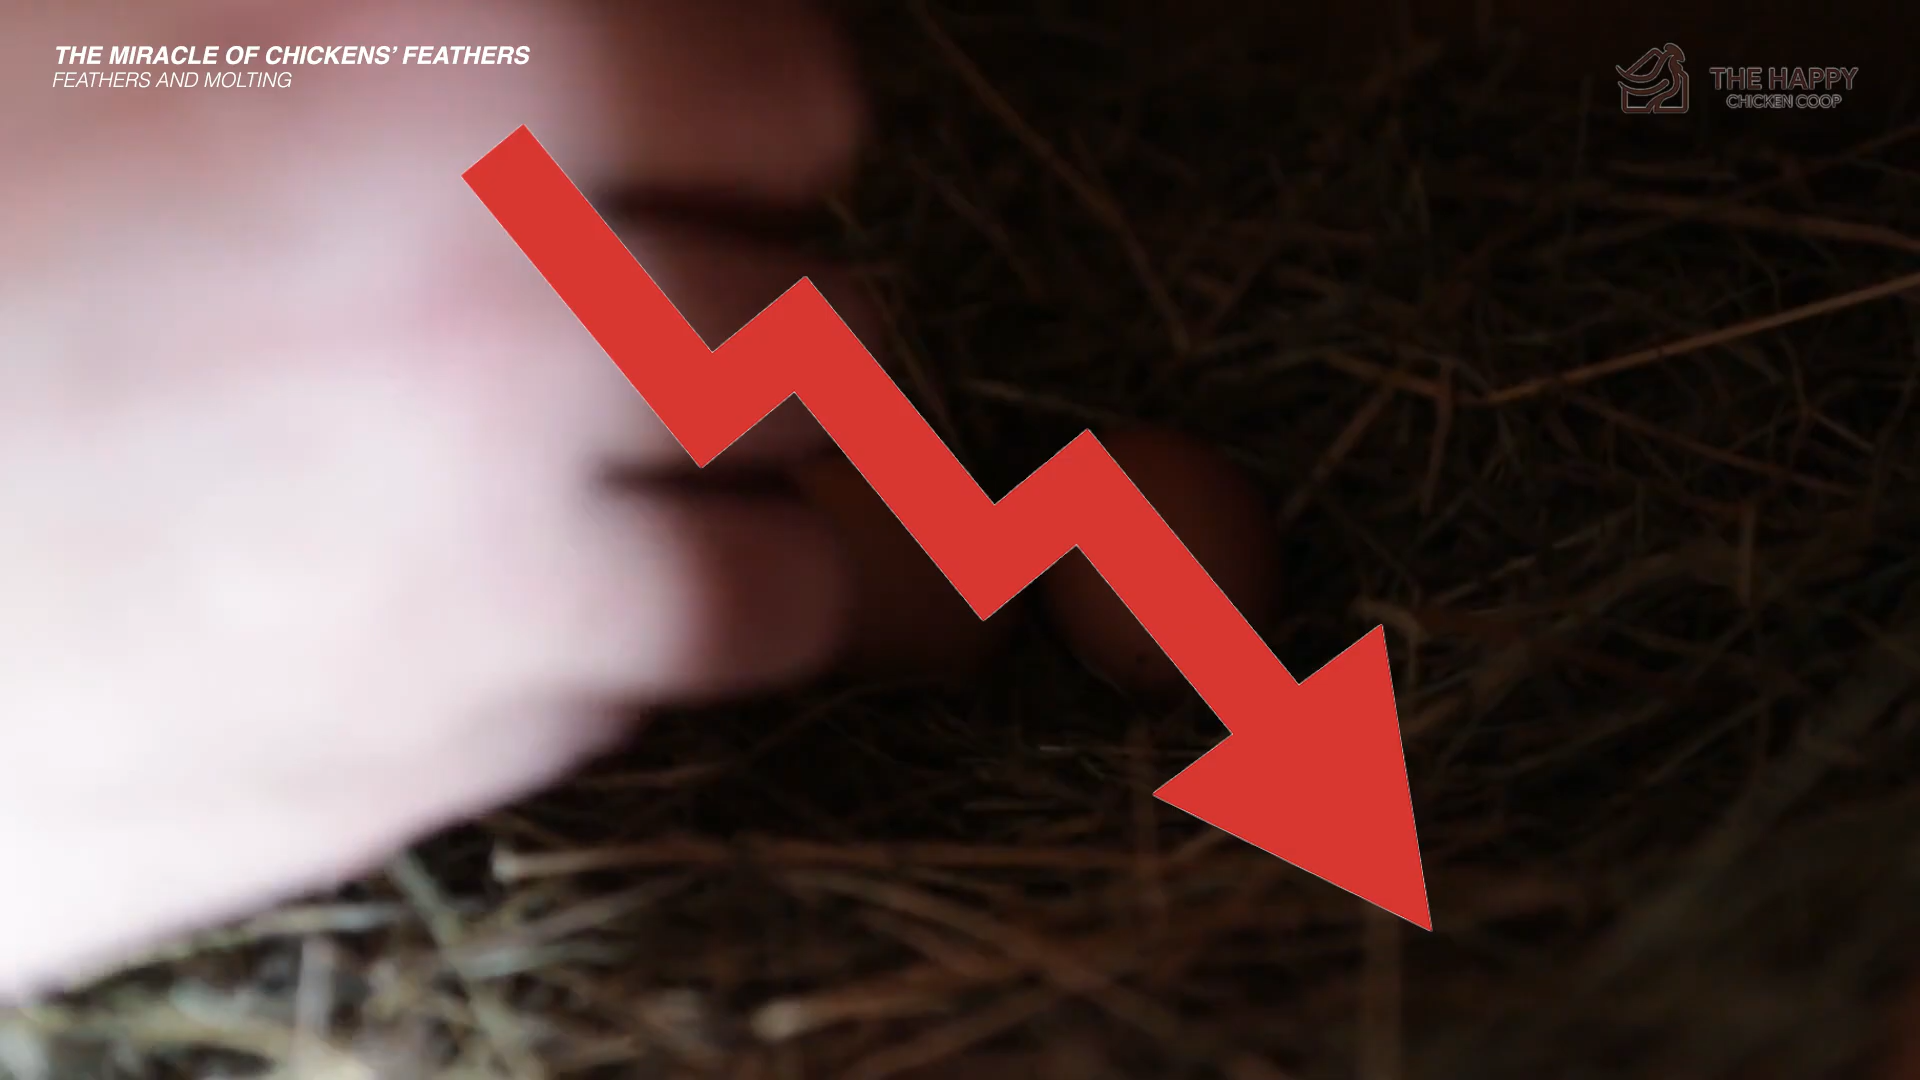 THE MIRACLE OF CHICKENS’ FEATHERS
FEATHERS AND MOLTING
THE HAPPY
CHICKEN COOP